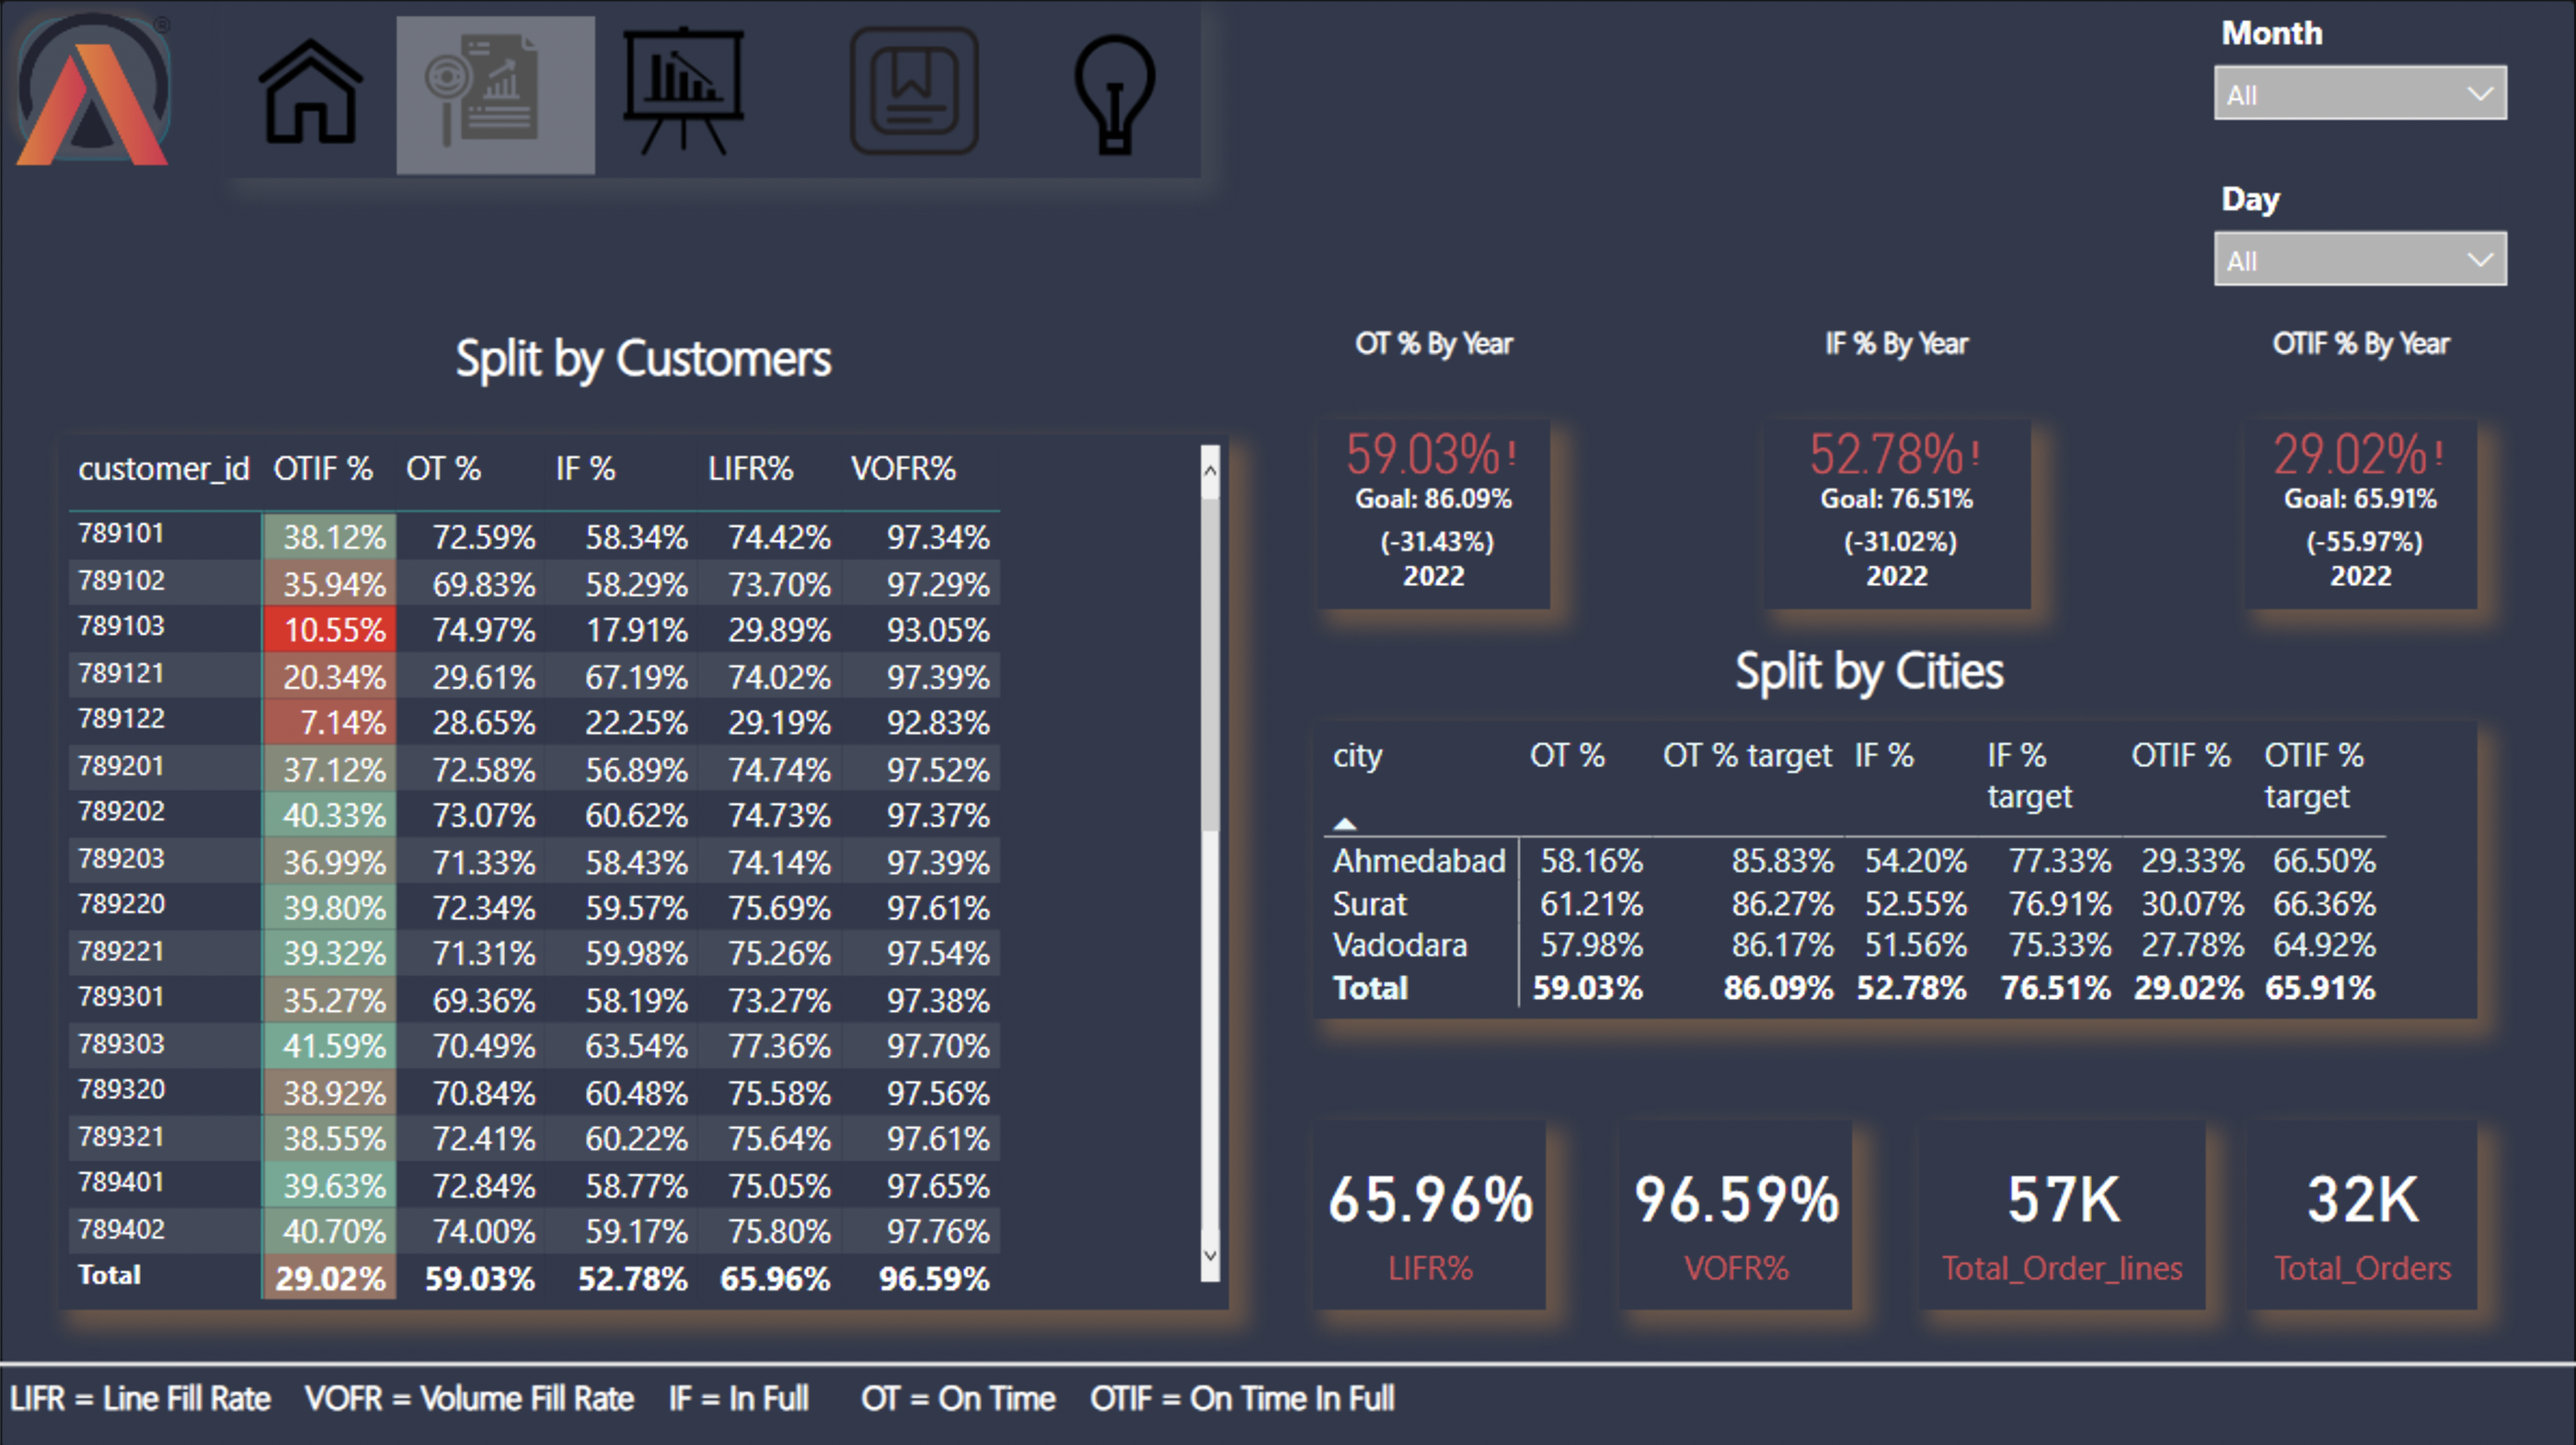 ®
Month
All
Day
All
Split by Customers
customer_id OTIF % OT % IF % LIFR% VOFR%
789101 38.12% 72.59% 58.34% 74.42% 97.34%
789102 35.94% 69.83% 58.29% 73.70% 97.29%
789103 10.55% 74.97% 17.91% 29.89% 93.05%
789121 20.34% 29.61% 67.19% 74.02% 97.39%
789122 7.14% 28.65% 22.25% 29.19% 92.83%
789201 37.12% 72.58% 56.89% 74.74% 97.52%
789202 40.33% 73.07% 60.62% 74.73% 97.37%
789203 36.99% 71.33% 58.43% 74.14% 97.39%
789220 39.80% 72.34% 59.57% 75.69% 97.61%
789221 39.32% 71.31% 59.98% 75.26% 97.54%
789301 35.27% 69.36% 58.19% 73.27% 97.38%
789303 41.59% 70.49% 63.54% 77.36% 97.70%
789320 38.92% 70.84% 60.48% 75.58% 97.56%
789321 38.55% 72.41% 60.22% 75.64% 97.61%
789401 39.63% 72.84% 58.77% 75.05% 97.65%
789402 40.70% 74.00% 59.17% 75.80% 97.76%
Total 29.02% 59.03% 52.78% 65.96% 96.59%
OT % By Year
59.03%!
Goal: 86.09%
(-31.43%)
2022
IF % By Year
52.78%!
Goal: 76.51%
(-31.02%)
2022
OTIF % By Year
29.02%!
Goal: 65.91%
(-55.97%)
2022
Split by Cities
city OT % OT % target IF % IF % target OTIF % OTIF % target
Ahmedabad 58.16% 85.83% 54.20% 77.33% 29.33% 66.50%
Surat 61.21% 86.27% 52.55% 76.91% 30.07% 66.36%
Vadodara 57.98% 86.17% 51.56% 75.33% 27.78% 64.92%
Total 59.03% 86.09% 52.78% 76.51% 29.02% 65.91%
65.96%
LIFR%
96.59%
VOFR%
57K
Total_Order_lines
32K
Total_Orders
LIFR = Line Fill Rate VOFR = Volume Fill Rate IF = In Full OT = On Time OTIF = On Time In Full